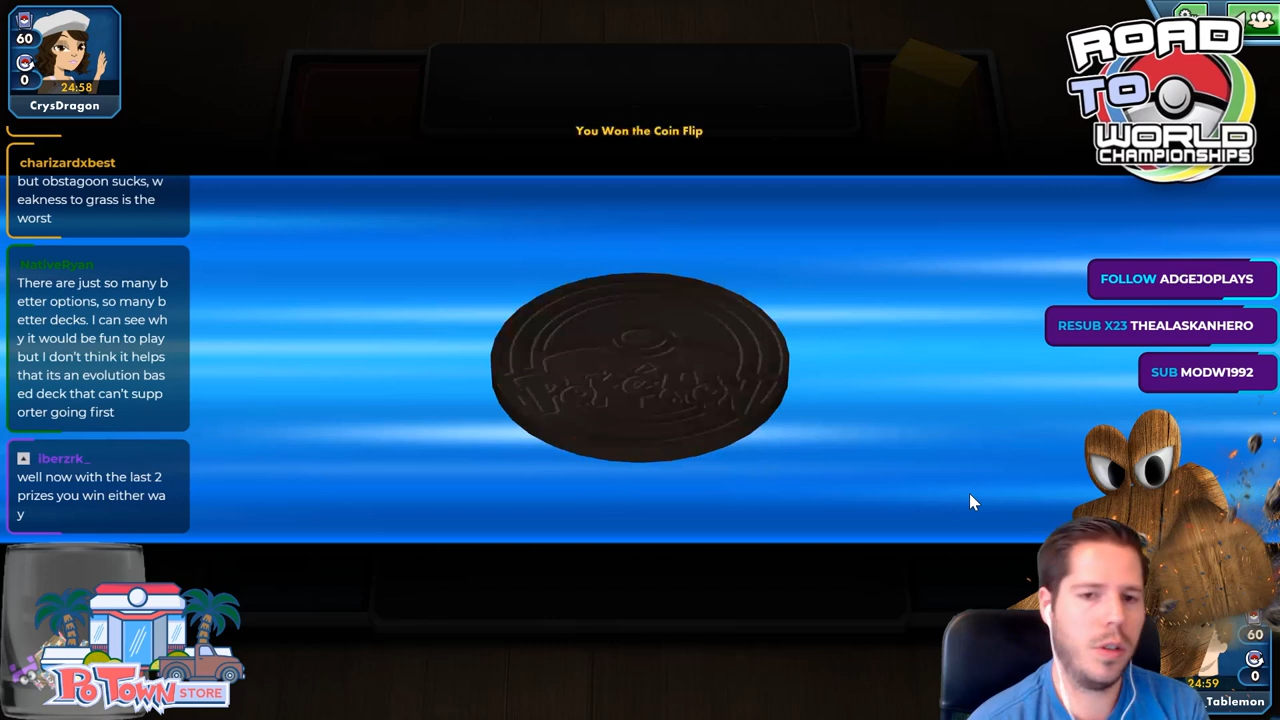 60
0
24:58
CrysDragon
You Won the Coin Flip
ROAD
TO
WORLD
CHAMPIONSHIPS
charizardxbest
but obstagoon sucks, w
eakness to grass is the
worst
NativeRyan
There are just so many b
etter options, so many b
etter decks. I can see wh
y it would be fun to play
but I don't think it helps
that its an evolution bas
ed deck that can't supp
orter going first
iberzrk_
well now with the last 2
prizes you win either wa
y
FOLLOW ADGEJOPLAYS
RESUB X23 THEALASKANHERO
SUB MODW1992
PoTown
STORE
60
24:59
0
_Tablemon